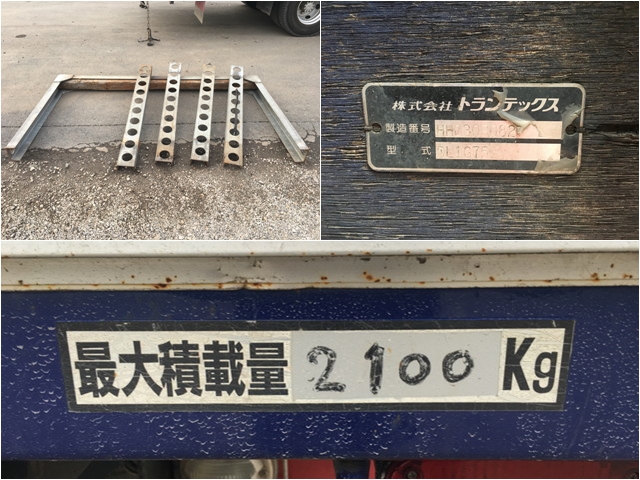 株式会社 トランテックス
製造番号
型 式
最大積載量 2100 Kg